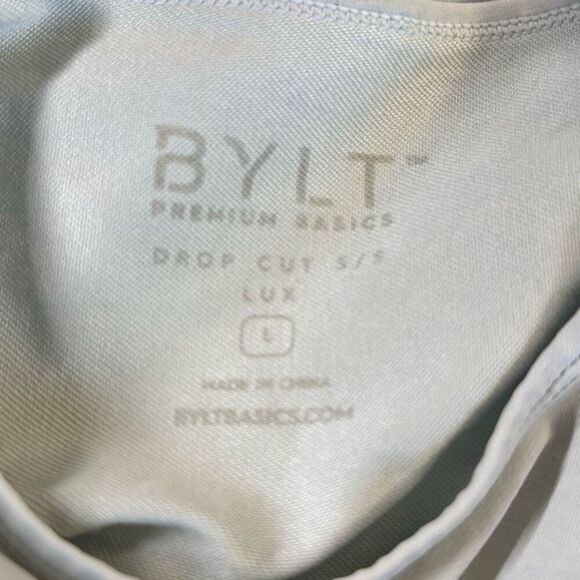 BYLT™
PREMIUM BASICS
DROP CUT S/S
LUX
L
MADE IN CHINA
BYLTBASICS.COM